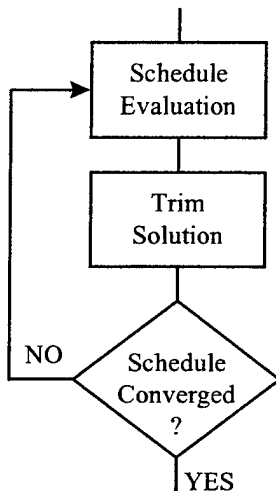 Schedule
Evaluation
Trim
Solution
NO
Schedule
Converged
?
YES